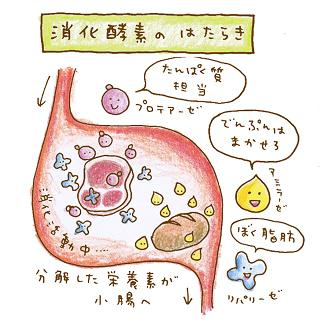 消化酵素のはたらき
たんぱく質
担当
プロテアーゼ
でんぷんは
まかせろ
アミラーゼ
ぼく脂肪
リパーゼ
消化活動中……
分解した栄養素が
小腸へ